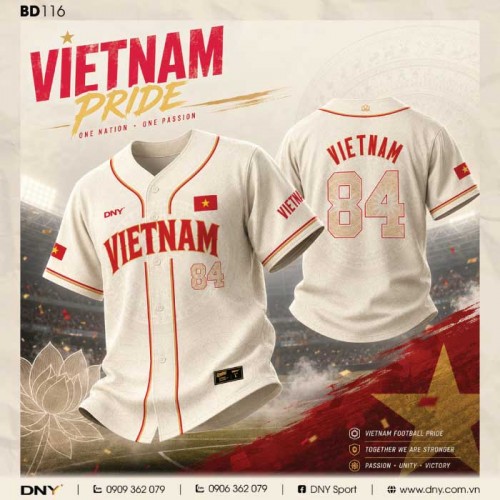 BD116
VIETNAM
PRIDE
ONE NATION - ONE PASSION
DNY
VIETNAM
84
VIETNAM
VIETNAM
84
VIETNAM FOOTBALL PRIDE
TOGETHER WE ARE STRONGER
PASSION - UNITY - VICTORY
DNY | 0909 362 079 | 0906 362 079 | DNY Sport | www.dny.com.vn